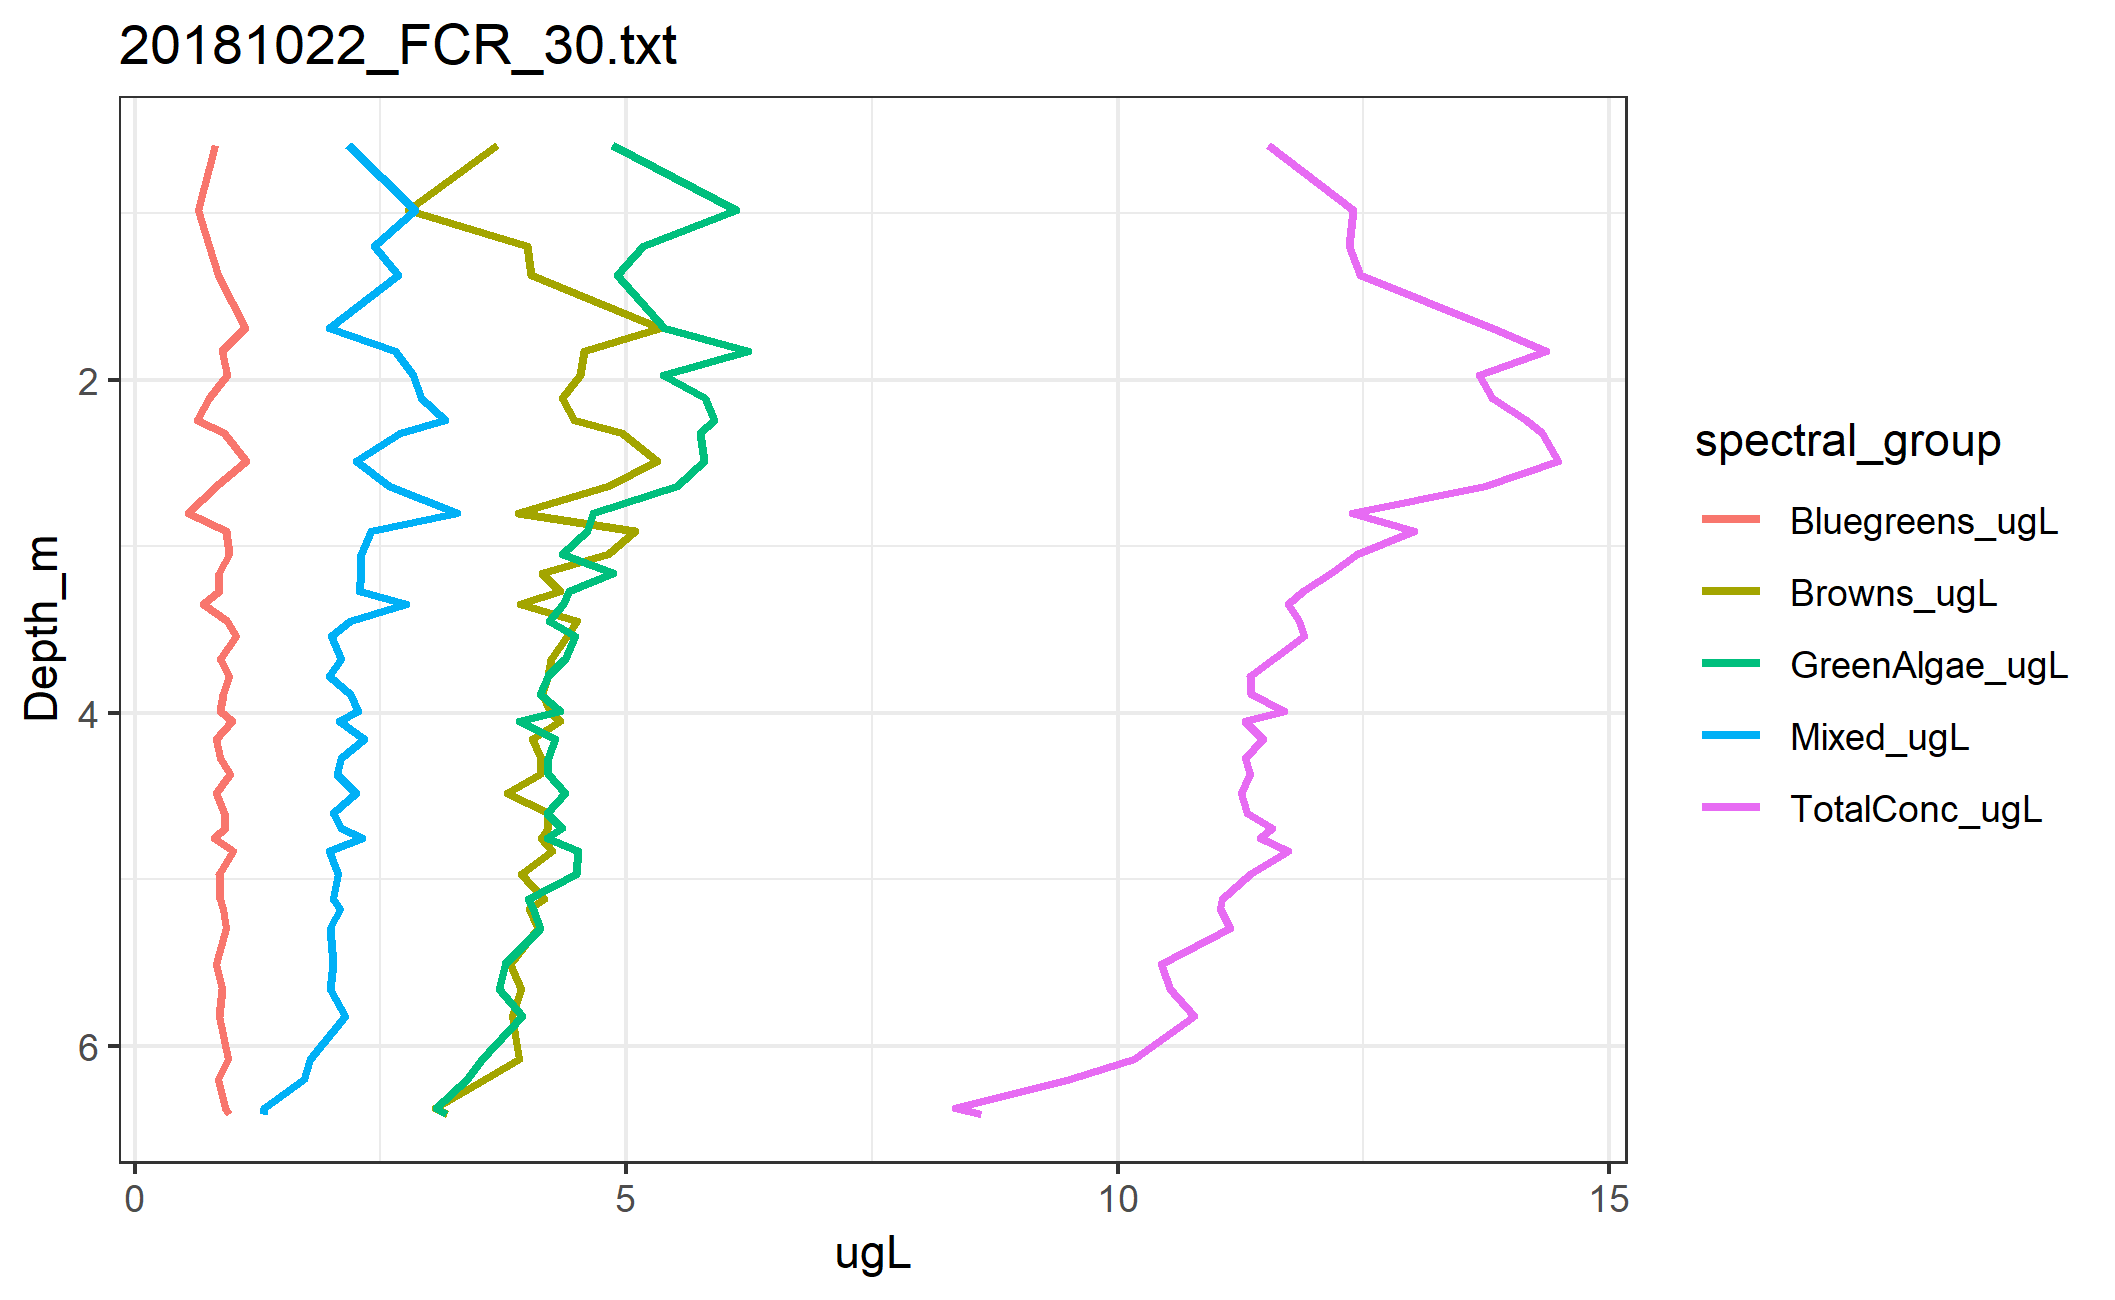 20181022_FCR_30.txt
Depth_m
2
4
6
0
5
10
15
ugL
spectral_group
Bluegreens_ugL
Browns_ugL
GreenAlgae_ugL
Mixed_ugL
TotalConc_ugL